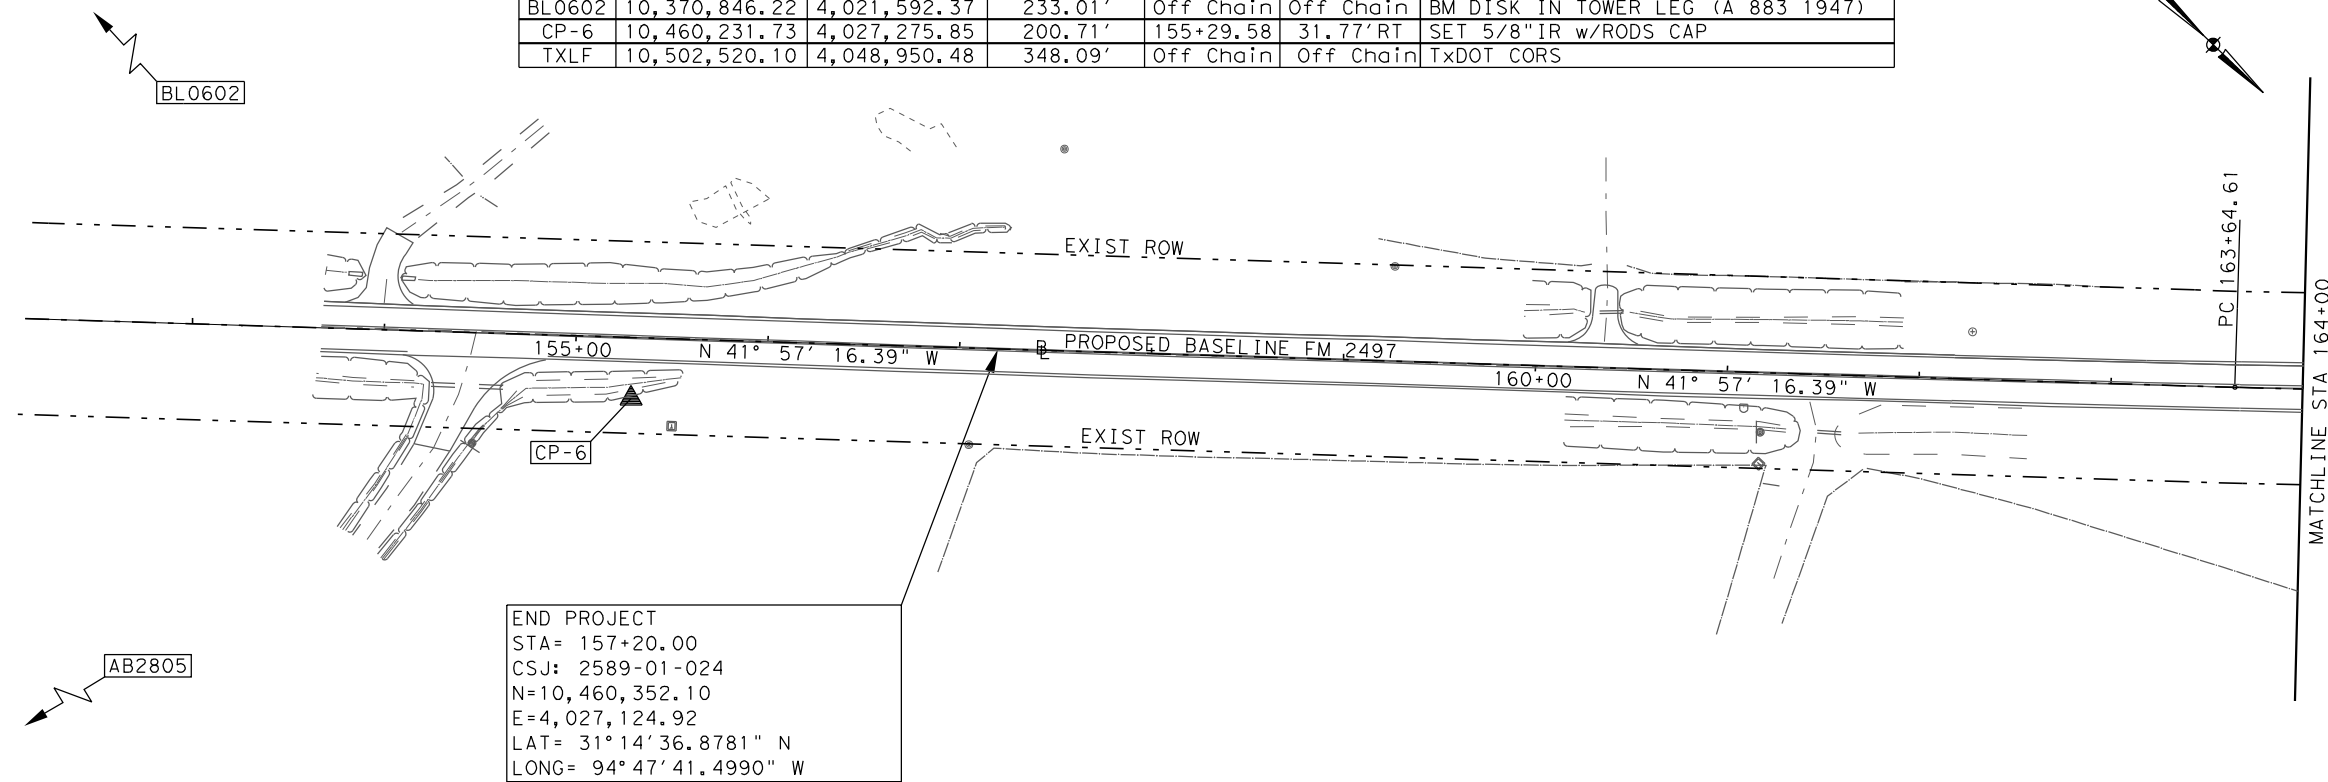 BL0602 10,370,846.22 4,021,592.37 233.01' Off Chain Off Chain BM DISK IN TOWER LEG (A 883 1947)
CP-6 10,460,231.73 4,027,275.85 200.71' 155+29.58 31.77'RT SET 5/8"IR w/RODS CAP
TXLF 10,502,520.10 4,048,950.48 348.09' Off Chain Off Chain TxDOT CORS
BL0602
EXIST ROW
PC 163+64.61
MATCHLINE STA 164+00
155+00
N 41° 57' 16.39" W
BL PROPOSED BASELINE FM 2497
160+00
N 41° 57' 16.39" W
CP-6
EXIST ROW
END PROJECT
STA= 157+20.00
CSJ: 2589-01-024
N=10,460,352.10
E=4,027,124.92
LAT= 31°14'36.8781" N
LONG= 94°47'41.4990" W
AB2805